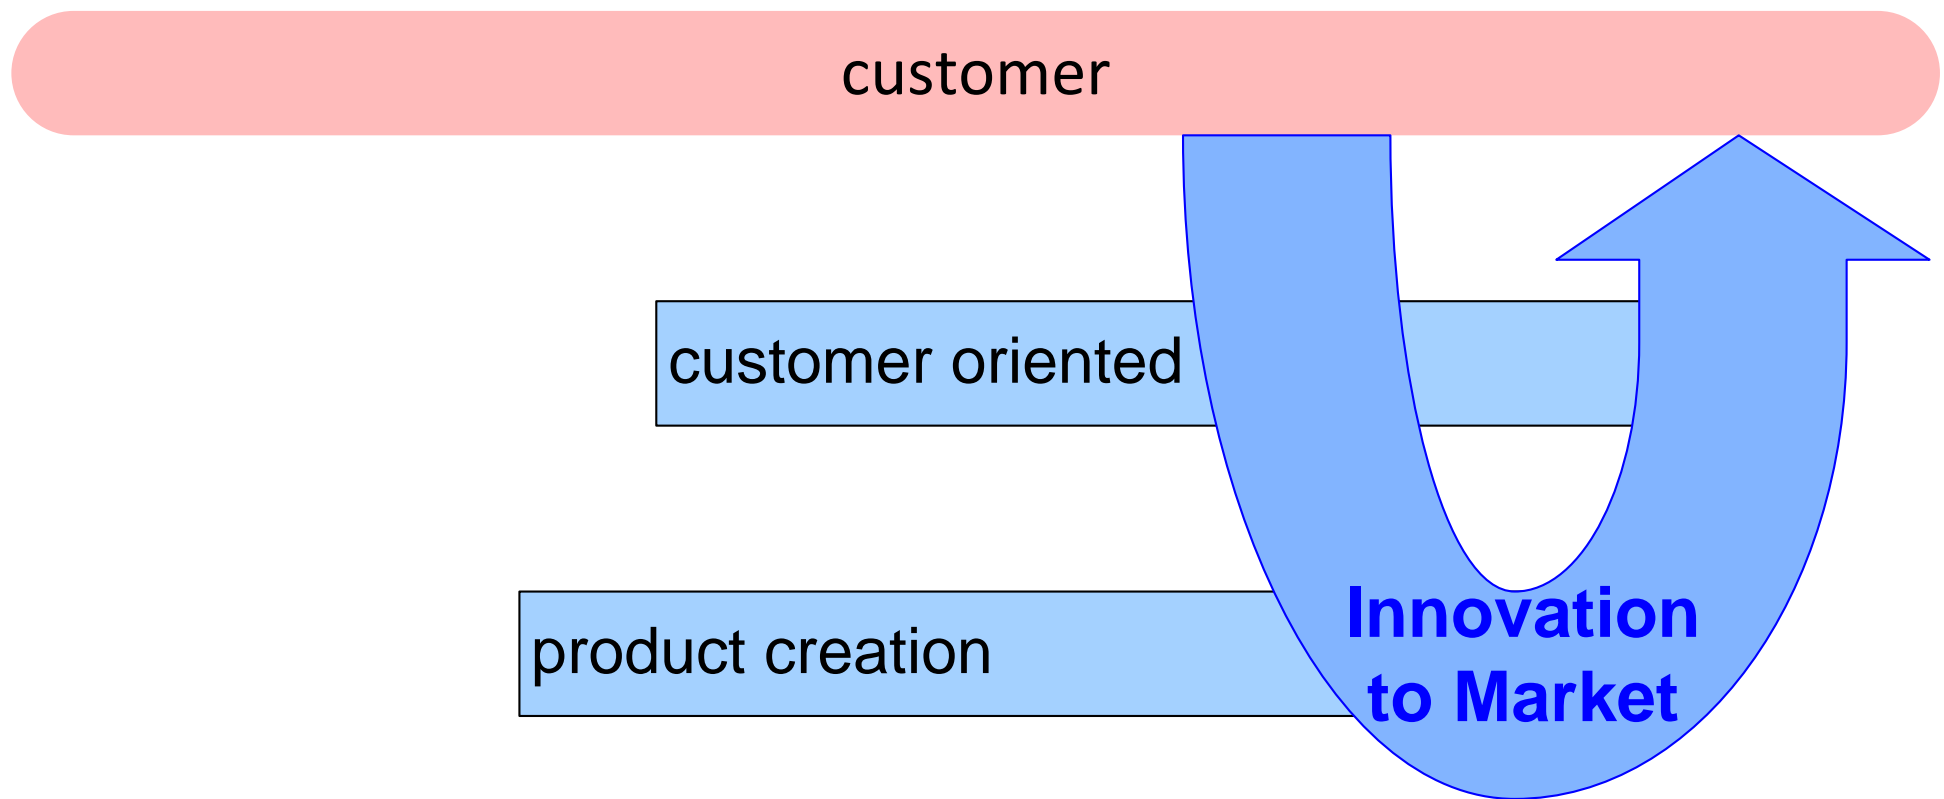 customer
customer oriented
product creation
Innovation
to Market